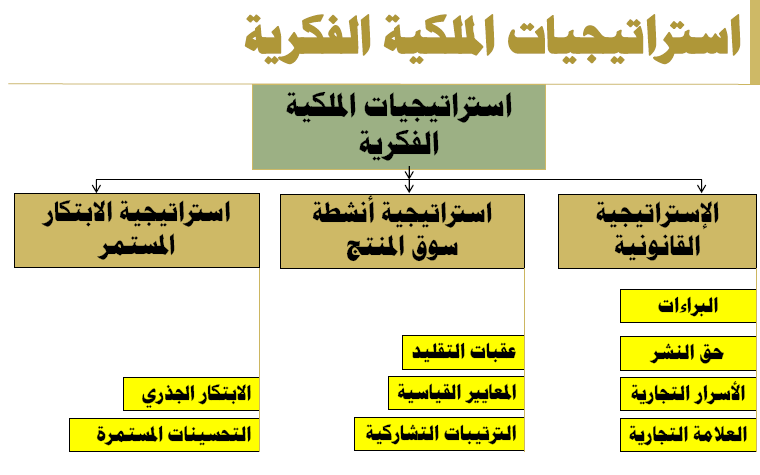 استراتيجيات الملكية الفكرية
استراتيجيات الملكية
الفكرية
الإستراتيجية
القانونية
البراءات
حق النشر
الأسرار التجارية
العلامة التجارية
استراتيجية أنشطة
سوق المنتج
عقبات التقليد
المعايير القياسية
الترتيبات التشاركية
استراتيجية الابتكار
المستمر
الابتكار الجذري
التحسينات المستمرة